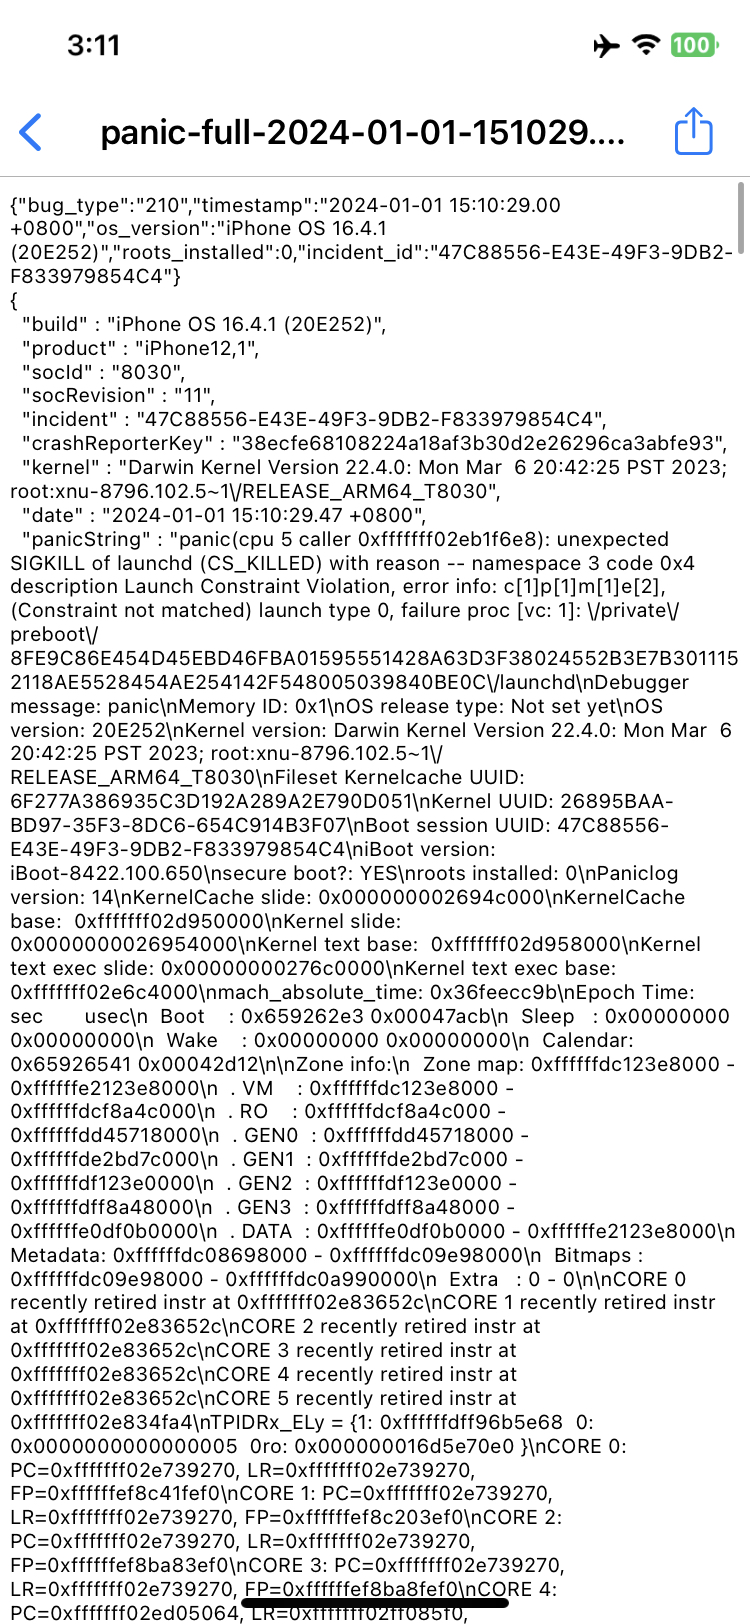 3:11
100
panic-full-2024-01-01-151029....
{"bug_type":"210","timestamp":"2024-01-01 15:10:29.00
+0800","os_version":"iPhone OS 16.4.1
(20E252)","roots_installed":0,"incident_id":"47C88556-E43E-49F3-9DB2-
F833979854C4"}
{
"build" : "iPhone OS 16.4.1 (20E252)",
"product" : "iPhone12,1",
"socId" : "8030",
"socRevision" : "11",
"incident" : "47C88556-E43E-49F3-9DB2-F833979854C4",
"crashReporterKey" : "38ecfe68108224a18af3b30d2e26296ca3abfe93",
"kernel" : "Darwin Kernel Version 22.4.0: Mon Mar  6 20:42:25 PST 2023;
root:xnu-8796.102.5~1\/RELEASE_ARM64_T8030",
"date" : "2024-01-01 15:10:29.47 +0800",
"panicString" : "panic(cpu 5 caller 0xfffffff02eb1f6e8): unexpected
SIGKILL of launchd (CS_KILLED) with reason -- namespace 3 code 0x4
description Launch Constraint Violation, error info: c[1]p[1]m[1]e[2],
(Constraint not matched) launch type 0, failure proc [vc: 1]: \/private\/
preboot\/
8FE9C86E454D45EBD46FBA01595551428A63D3F38024552B3E7B301115
2118AE5528454AE254142F548005039840BE0C\/launchd\nDebugger
message: panic\nMemory ID: 0x1\nOS release type: Not set yet\nOS
version: 20E252\nKernel version: Darwin Kernel Version 22.4.0: Mon Mar  6
20:42:25 PST 2023; root:xnu-8796.102.5~1\/
RELEASE_ARM64_T8030\nFileset Kernelcache UUID:
6F277A386935C3D192A289A2E790D051\nKernel UUID: 26895BAA-
BD97-35F3-8DC6-654C914B3F07\nBoot session UUID: 47C88556-
E43E-49F3-9DB2-F833979854C4\niBoot version:
iBoot-8422.100.650\nsecure boot?: YES\nroots installed: 0\nPaniclog
version: 14\nKernelCache slide: 0x000000002694c000\nKernelCache
base:  0xfffffff02d950000\nKernel slide:
0x0000000026954000\nKernel text base:  0xfffffff02d958000\nKernel
text exec slide: 0x00000000276c0000\nKernel text exec base:
0xfffffff02e6c4000\nmach_absolute_time: 0x36feecc9b\nEpoch Time:
sec       usec\n  Boot    : 0x659262e3 0x00047acb\n  Sleep   : 0x00000000
0x00000000\n  Wake    : 0x00000000 0x00000000\n  Calendar:
0x65926541 0x00042d12\n\nZone info:\n  Zone map: 0xffffffdc123e8000 -
0xffffffe2123e8000\n  . VM    : 0xffffffdc123e8000 -
0xffffffdcf8a4c000\n  . RO    : 0xffffffdcf8a4c000 -
0xffffffdd45718000\n  . GEN0  : 0xffffffdd45718000 -
0xffffffde2bd7c000\n  . GEN1  : 0xffffffde2bd7c000 -
0xffffffdf123e0000\n  . GEN2  : 0xffffffdf123e0000 -
0xffffffdff8a48000\n  . GEN3  : 0xffffffdff8a48000 -
0xffffffe0df0b0000\n  . DATA  : 0xffffffe0df0b0000 - 0xffffffe2123e8000\n
Metadata: 0xffffffdc08698000 - 0xffffffdc09e98000\n  Bitmaps :
0xffffffdc09e98000 - 0xffffffdc0a990000\n  Extra   : 0 - 0\n\nCORE 0
recently retired instr at 0xfffffff02e83652c\nCORE 1 recently retired instr
at 0xfffffff02e83652c\nCORE 2 recently retired instr at
0xfffffff02e83652c\nCORE 3 recently retired instr at
0xfffffff02e83652c\nCORE 4 recently retired instr at
0xfffffff02e83652c\nCORE 5 recently retired instr at
0xfffffff02e834fa4\nTPIDRx_ELy = {1: 0xffffffdff96b5e68  0:
0x0000000000000005  0ro: 0x000000016d5e70e0 }\nCORE 0:
PC=0xfffffff02e739270, LR=0xfffffff02e739270,
FP=0xffffffef8c41fef0\nCORE 1: PC=0xfffffff02e739270,
LR=0xfffffff02e739270, FP=0xffffffef8c203ef0\nCORE 2:
PC=0xfffffff02e739270, LR=0xfffffff02e739270,
FP=0xffffffef8ba83ef0\nCORE 3: PC=0xfffffff02e739270,
LR=0xfffffff02e739270, FP=0xffffffef8ba8fef0\nCORE 4:
PC=0xfffffff02ed05064, LR=0xfffffff02ff085f0,